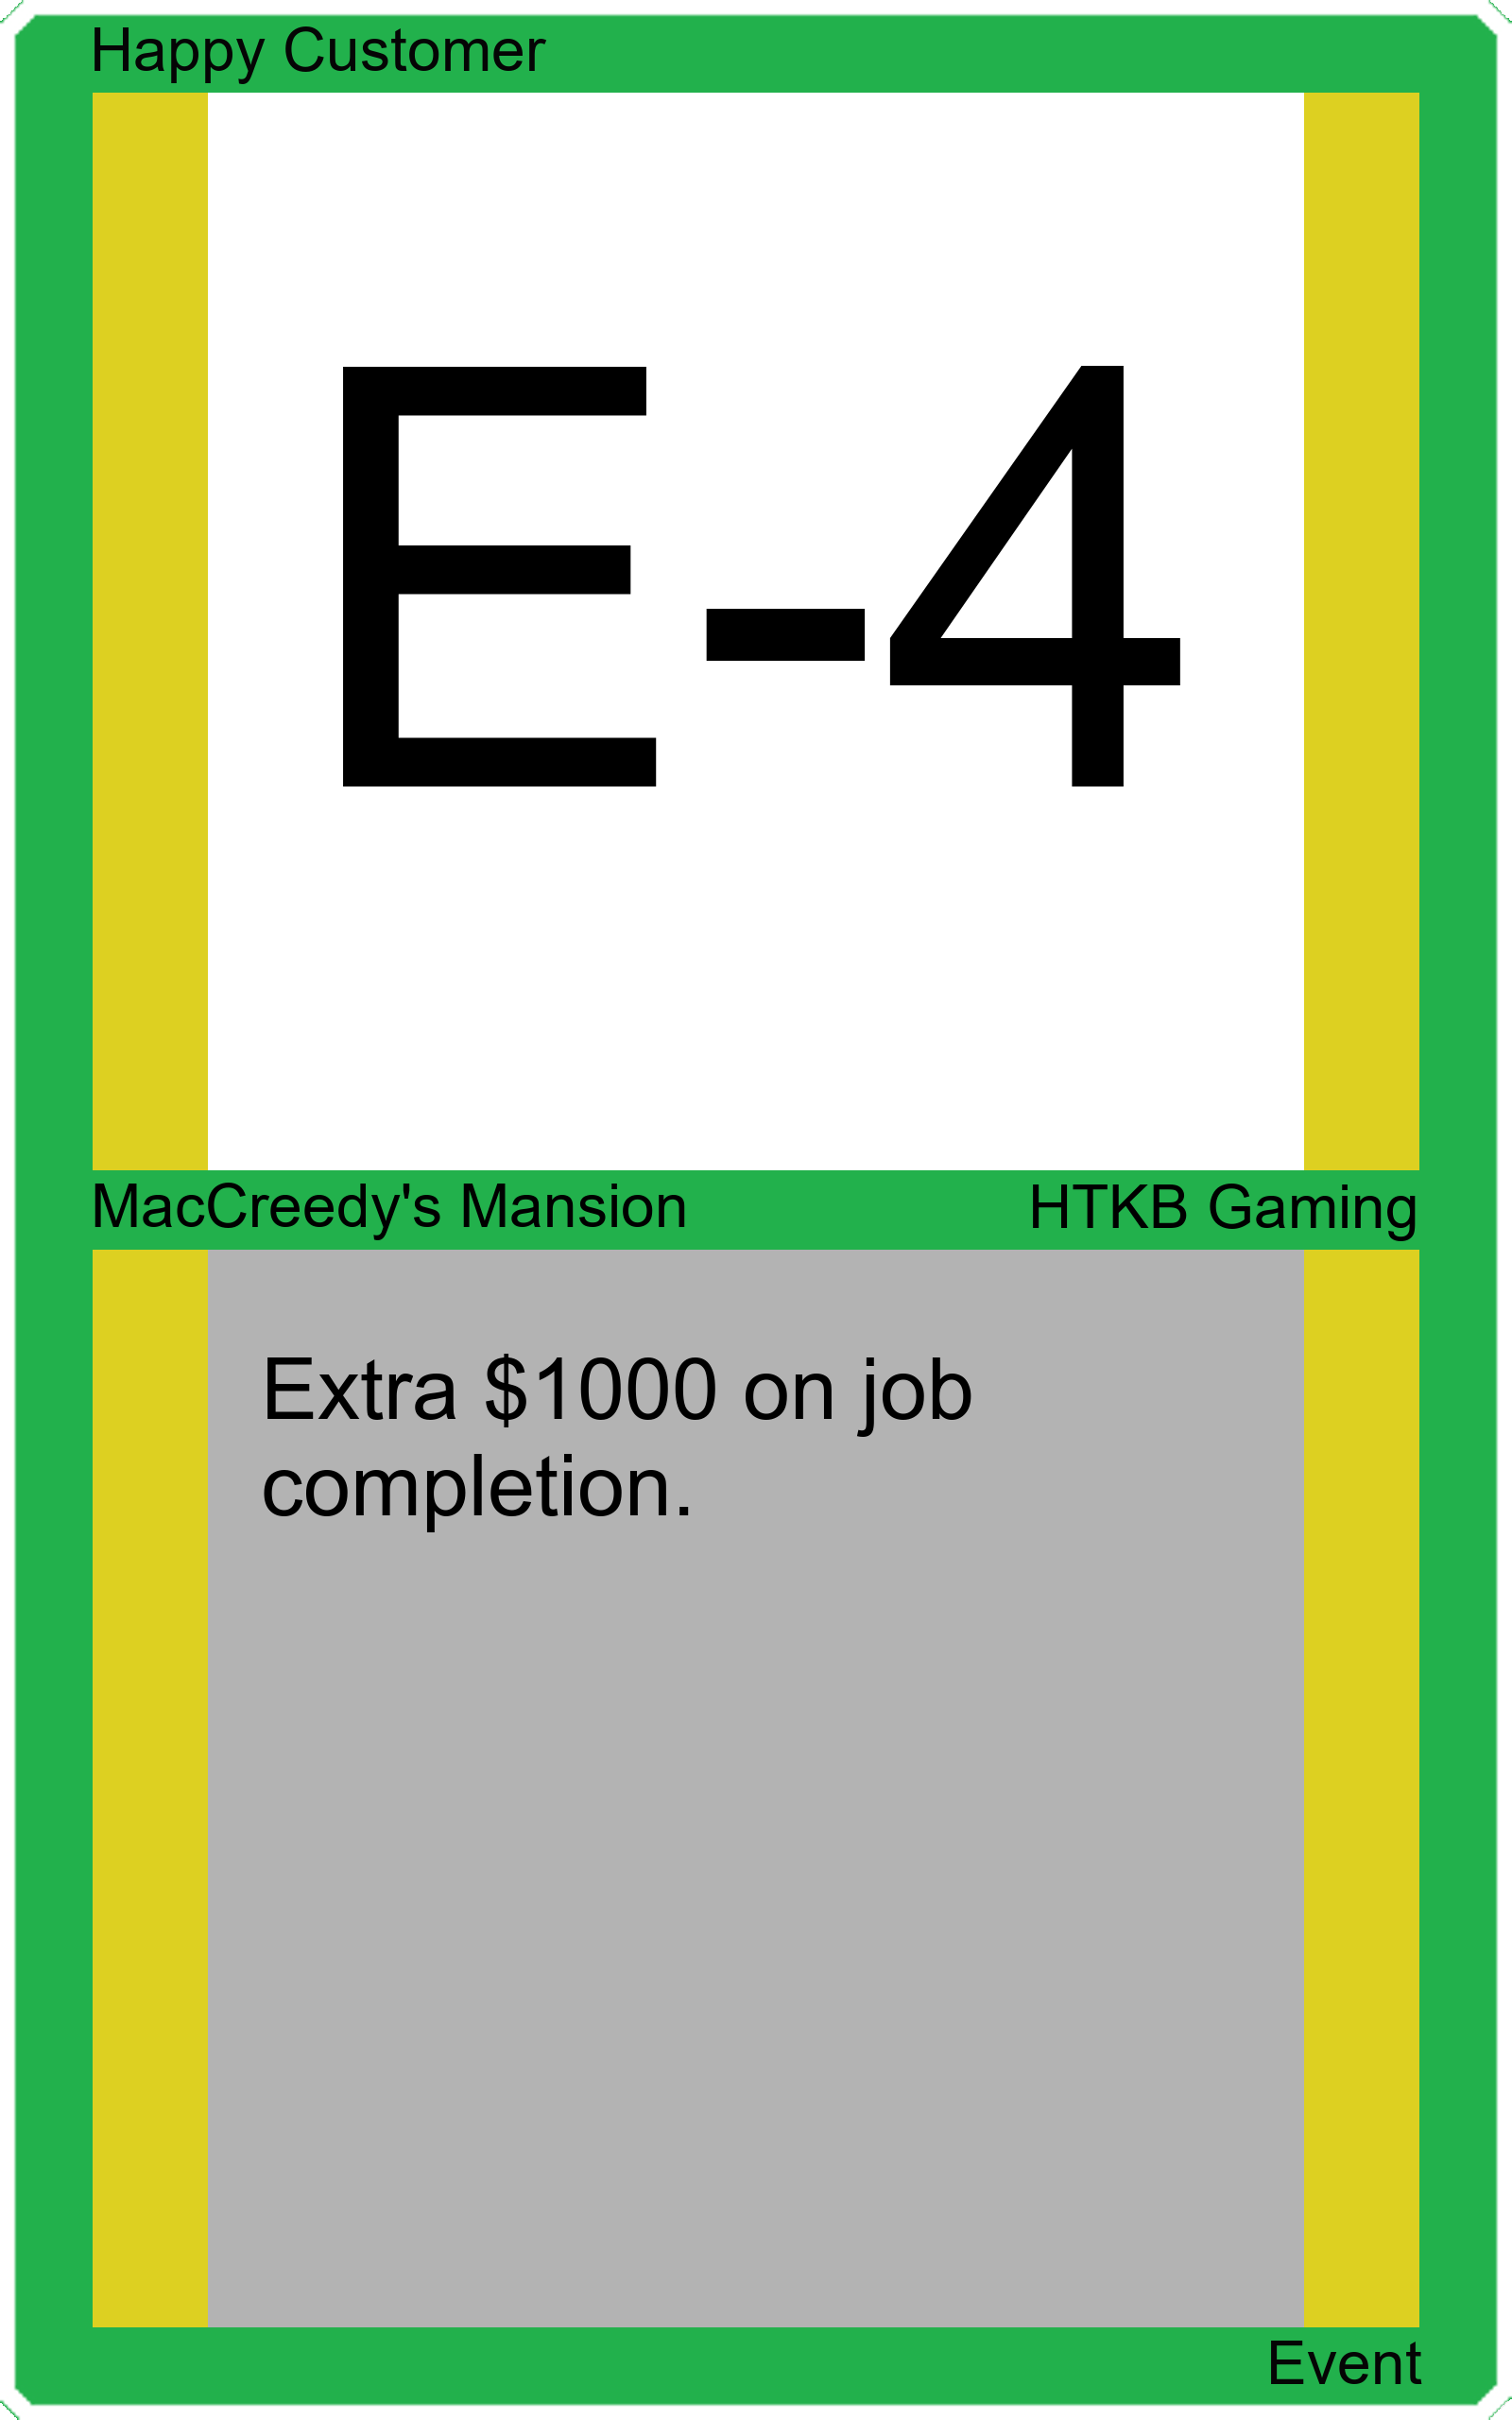 Happy Customer
E-4
MacCreedy's Mansion HTKB Gaming
Extra $1000 on job
completion.
Event